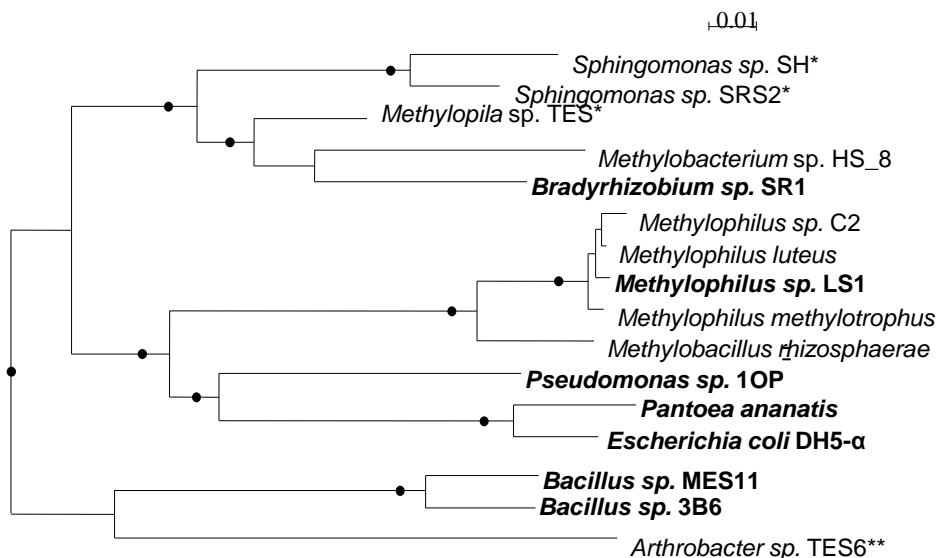 0.01
Sphingomonas sp. SH*
Sphingomonas sp. SRS2*
Methylopila sp. TES*
Methylobacterium sp. HS_8
Bradyrhizobium sp. SR1
Methylophilus sp. C2
Methylophilus luteus
Methylophilus sp. LS1
Methylophilus methylotrophus
Methylobacillus rhizosphaerae
Pseudomonas sp. 1OP
Pantoea ananatis
Escherichia coli DH5-α
Bacillus sp. MES11
Bacillus sp. 3B6
Arthrobacter sp. TES6**